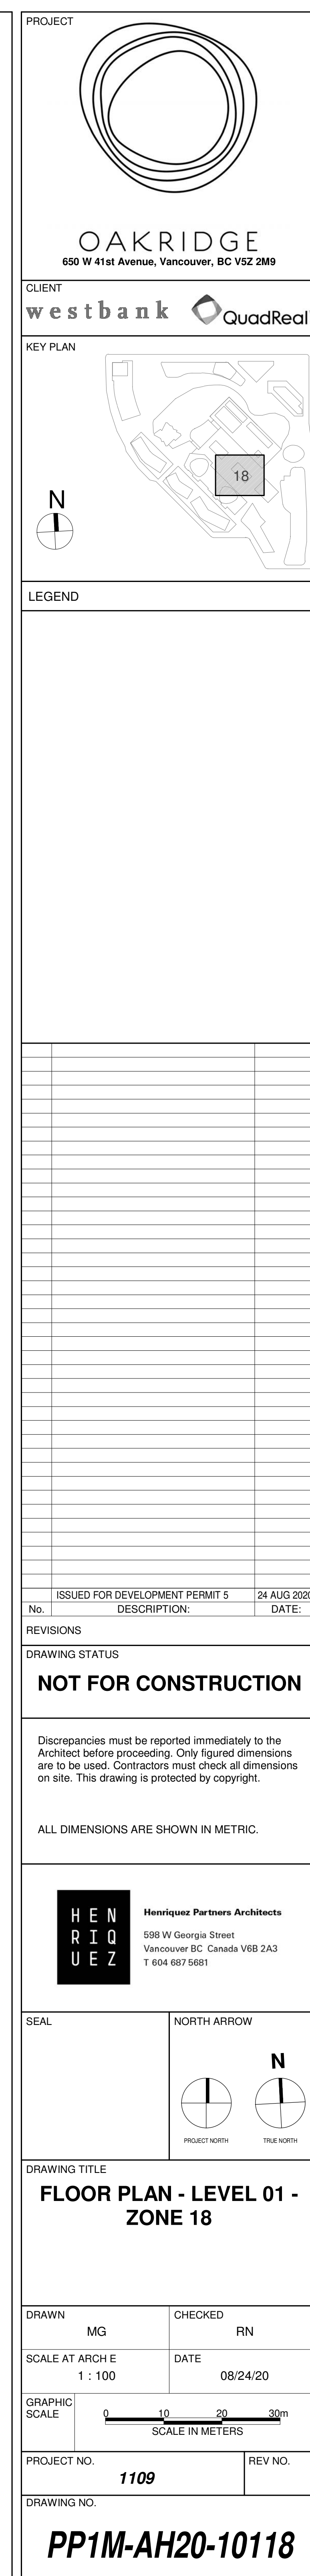 PROJECT
OAKRIDGE
650 W 41st Avenue, Vancouver, BC V5Z 2M9
CLIENT
westbank QuadReal
KEY PLAN
18
N
LEGEND
ISSUED FOR DEVELOPMENT PERMIT 5 24 AUG 2020
No. DESCRIPTION: DATE:
REVISIONS
DRAWING STATUS
NOT FOR CONSTRUCTION
Discrepancies must be reported immediately to the
Architect before proceeding. Only figured dimensions
are to be used. Contractors must check all dimensions
on site. This drawing is protected by copyright.
ALL DIMENSIONS ARE SHOWN IN METRIC.
HEN
RIQ
UEZ
Henriquez Partners Architects
598 W Georgia Street
Vancouver BC Canada V6B 2A3
T 604 687 5681
SEAL
NORTH ARROW
N
PROJECT NORTH TRUE NORTH
DRAWING TITLE
FLOOR PLAN - LEVEL 01 -
ZONE 18
DRAWN CHECKED
MG RN
SCALE AT ARCH E DATE
1 : 100 08/24/20
GRAPHIC
SCALE
0 10 20 30m
SCALE IN METERS
PROJECT NO. REV NO.
1109
DRAWING NO.
PP1M-AH20-10118